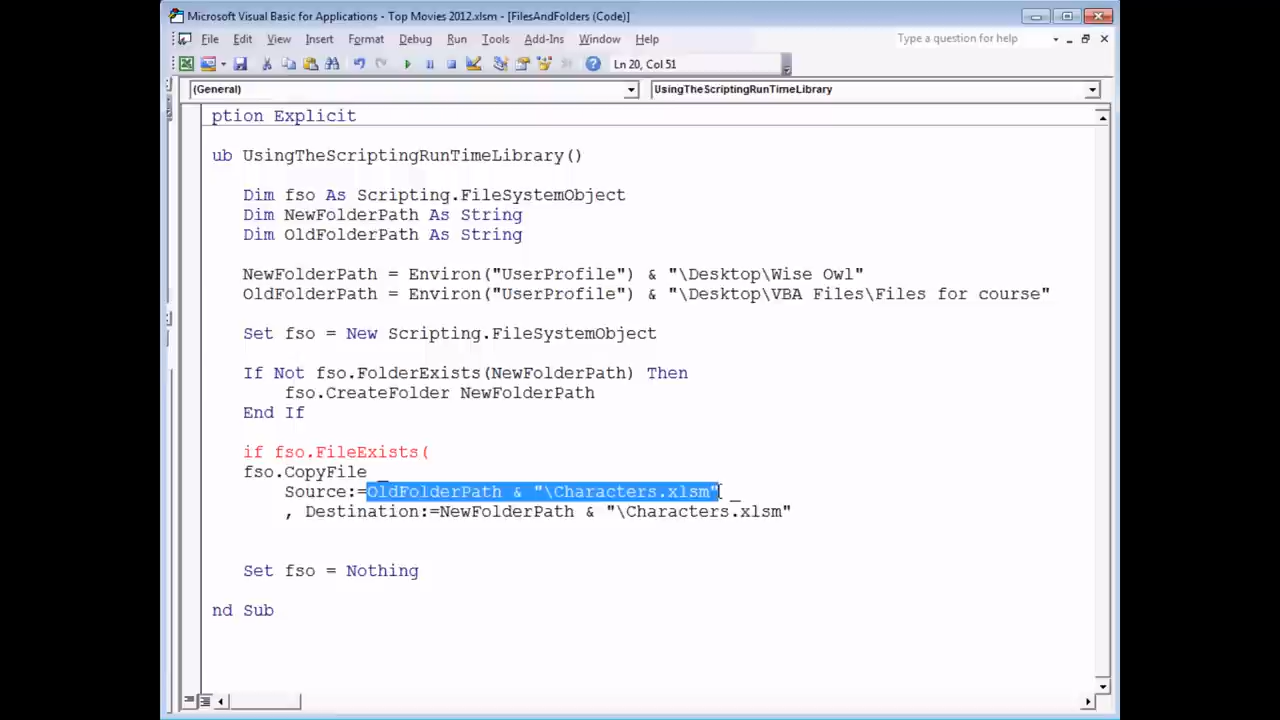 Microsoft Visual Basic for Applications - Top Movies 2012.xlsm - [FilesAndFolders (Code)]
File Edit View Insert Format Debug Run Tools Add-Ins Window Help Type a question for help
Ln 20, Col 51
(General) UsingTheScriptingRunTimeLibrary
ption Explicit
ub UsingTheScriptingRunTimeLibrary()
Dim fso As Scripting.FileSystemObject
Dim NewFolderPath As String
Dim OldFolderPath As String
NewFolderPath = Environ("UserProfile") & "\Desktop\Wise Owl"
OldFolderPath = Environ("UserProfile") & "\Desktop\VBA Files\Files for course"
Set fso = New Scripting.FileSystemObject
If Not fso.FolderExists(NewFolderPath) Then
fso.CreateFolder NewFolderPath
End If
if fso.FileExists(
fso.CopyFile _
Source:=OldFolderPath & "\Characters.xlsm" _
, Destination:=NewFolderPath & "\Characters.xlsm"
Set fso = Nothing
nd Sub